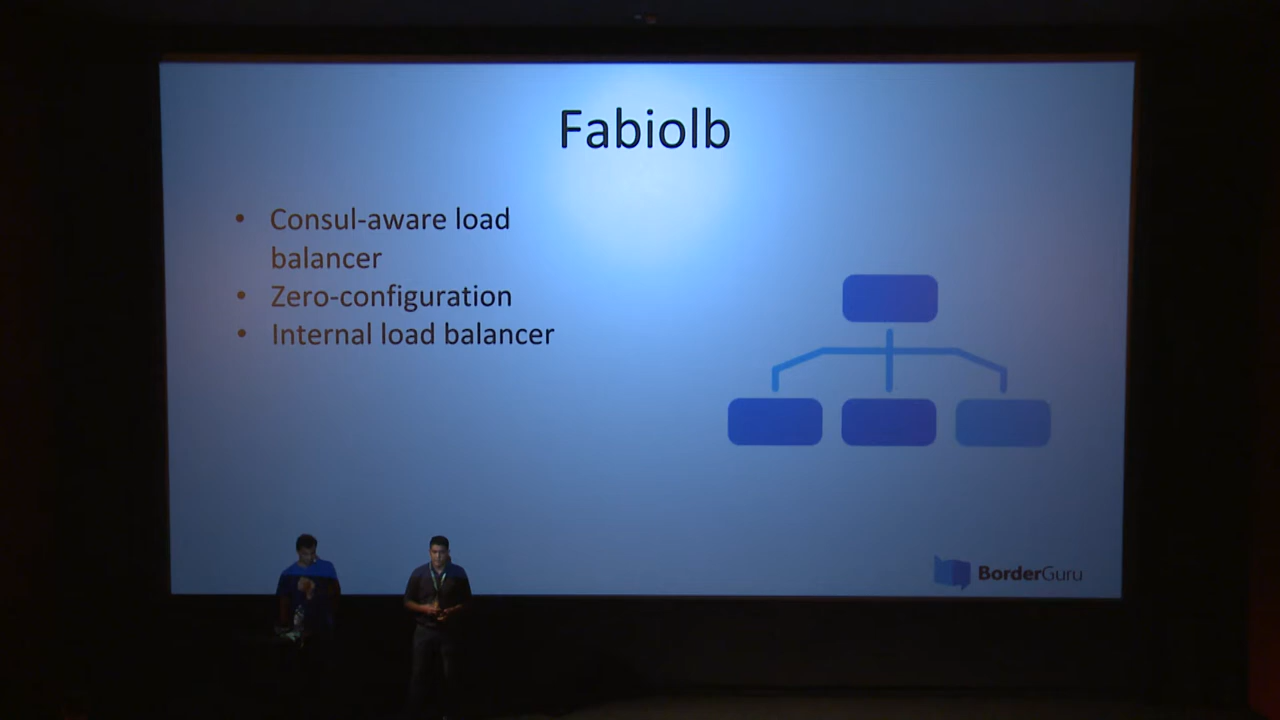 Fabiolb
• Consul-aware load
balancer
• Zero-configuration
• Internal load balancer
BorderGuru